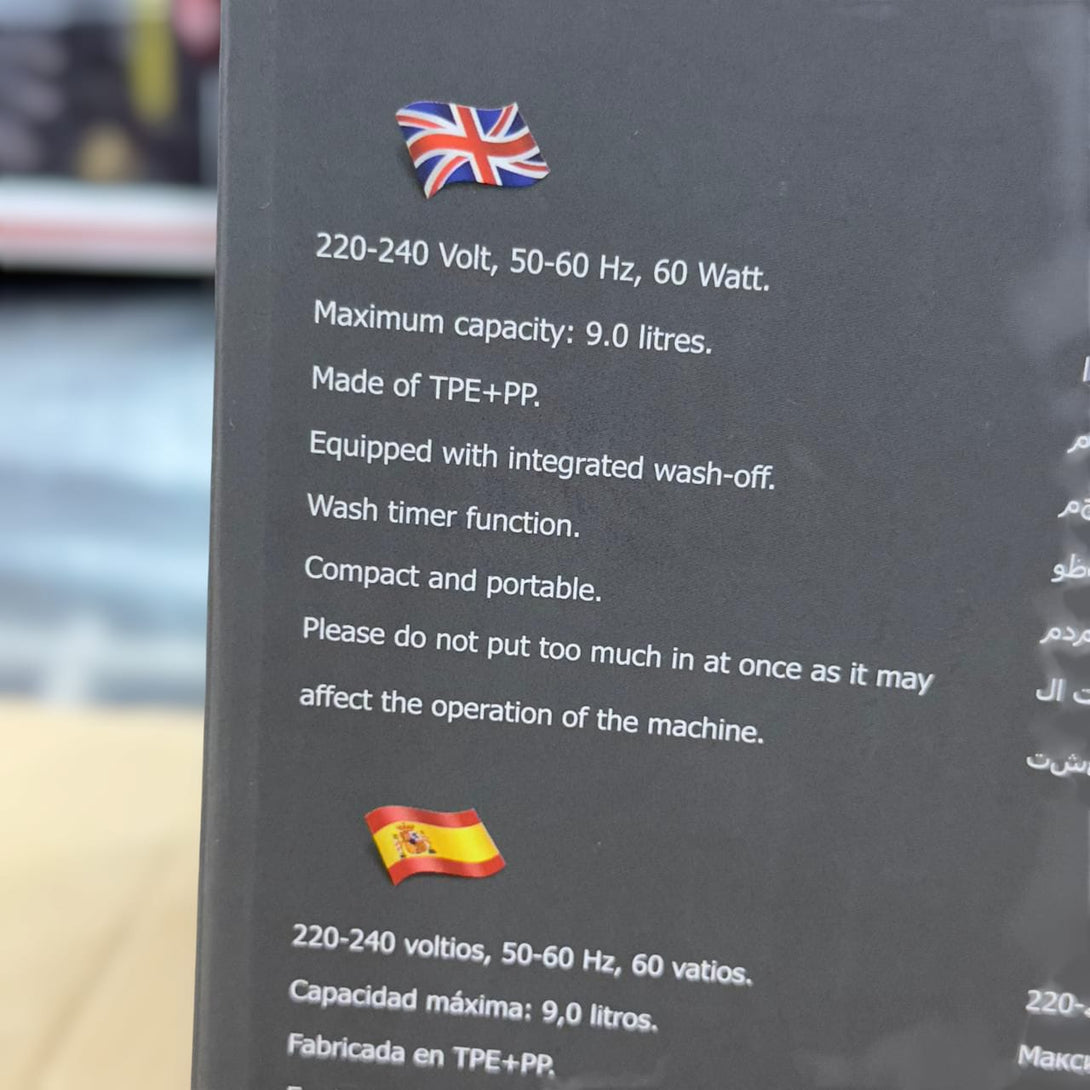 220-240 Volt, 50-60 Hz, 60 Watt.
Maximum capacity: 9.0 litres.
Made of TPE+PP.
Equipped with integrated wash-off.
Wash timer function.
Compact and portable.
Please do not put too much in at once as it may
affect the operation of the machine.
220-240 voltios, 50-60 Hz, 60 vatios.
Capacidad máxima: 9,0 litros.
Fabricada en TPE+PP.